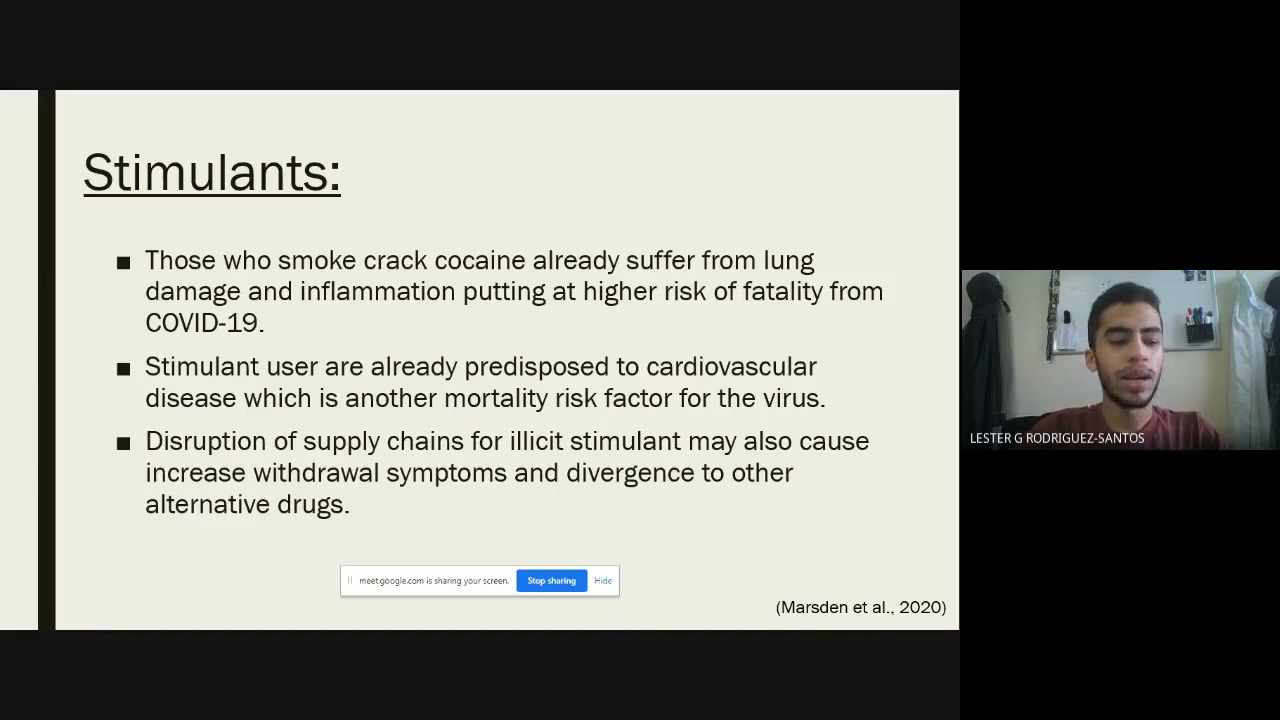 Stimulants:
■ Those who smoke crack cocaine already suffer from lung
damage and inflammation putting at higher risk of fatality from
COVID-19.
■ Stimulant user are already predisposed to cardiovascular
disease which is another mortality risk factor for the virus.
■ Disruption of supply chains for illicit stimulant may also cause
increase withdrawal symptoms and divergence to other
alternative drugs.
meet.google.com is sharing your screen. Stop sharing Hide
(Marsden et al., 2020)
LESTER G RODRIGUEZ-SANTOS